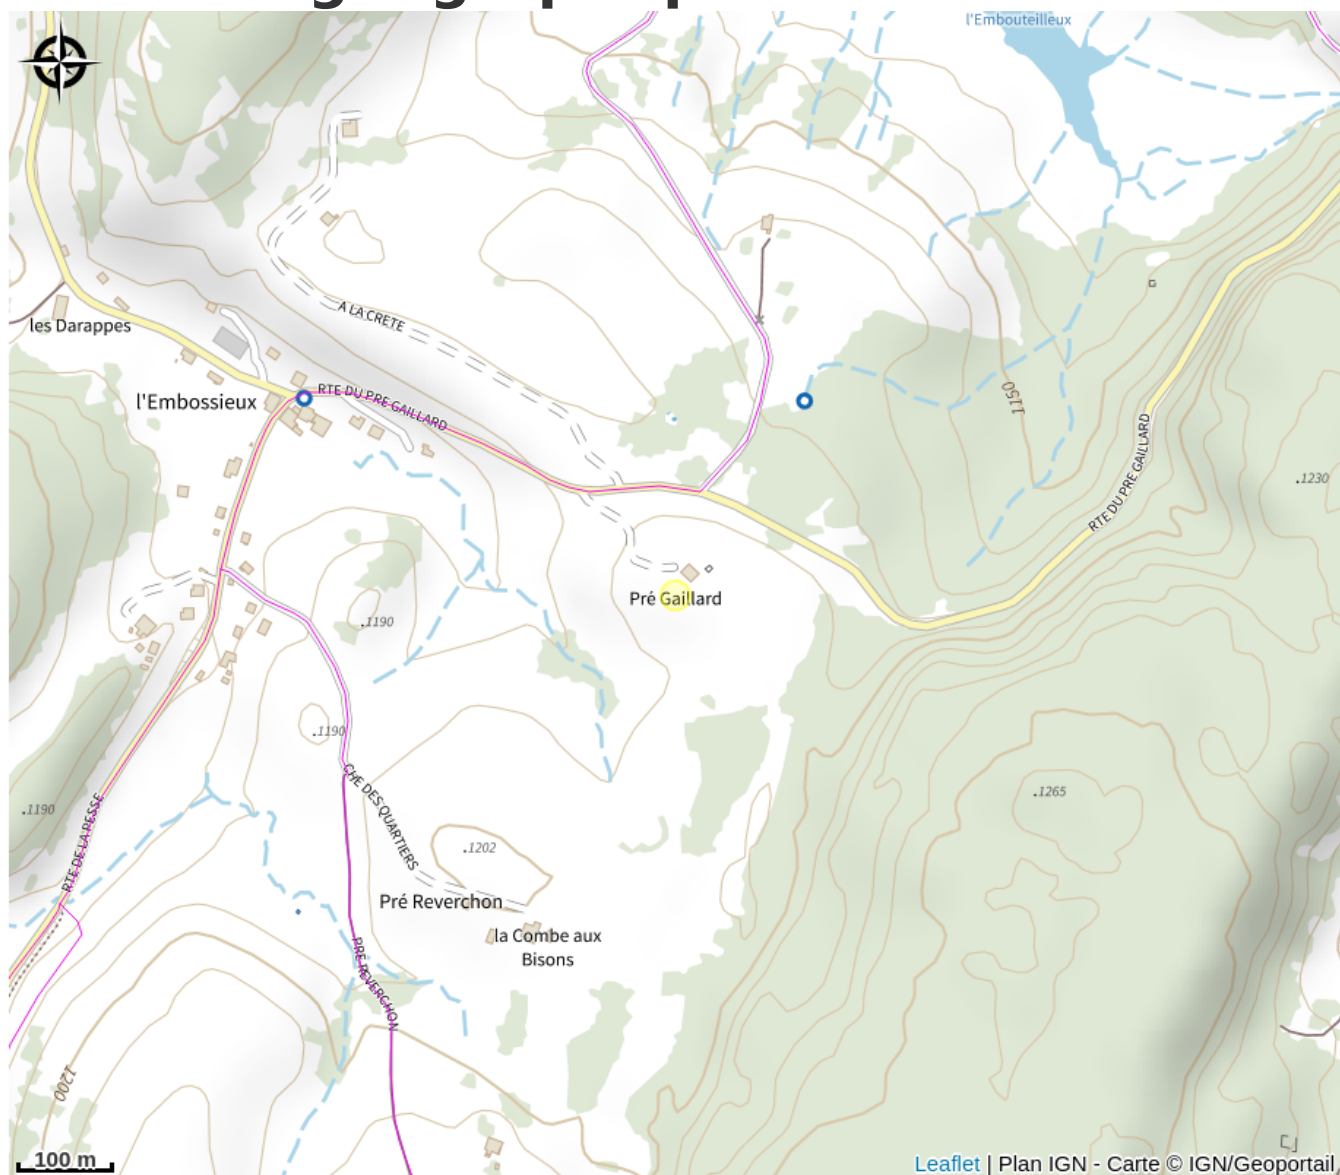 l'Embouteilleux
les Darappes
A LA CRETE
l'Embossieux
RTE DU PRE GAILLARD
1150
RTE DU PRE GAILLARD
.1230
Pré Gaillard
.1190
.1190
.1190
.1265
CHE DES QUARTIERS
RTE DE LA PESSE
.1202
Pré Reverchon
la Combe aux
Bisons
PRE REVERCHON
1200
100 m
Leaflet | Plan IGN - Carte © IGN/Geoportail